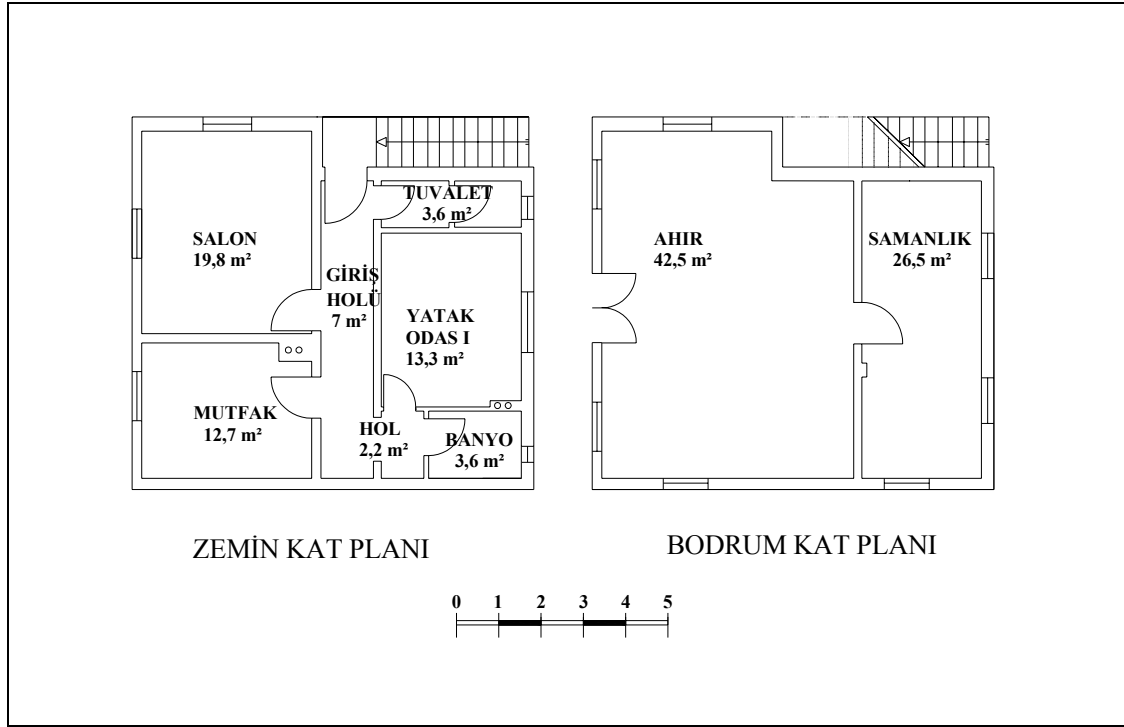 TUVALET
3,6 m²
SALON
19,8 m²
GİRİŞ
HOLÜ
7 m²
YATAK
ODAS I
13,3 m²
MUTFAK
12,7 m²
HOL
2,2 m²
BANYO
3,6 m²
ZEMİN KAT PLANI
AHIR
42,5 m²
SAMANLIK
26,5 m²
BODRUM KAT PLANI
0 1 2 3 4 5